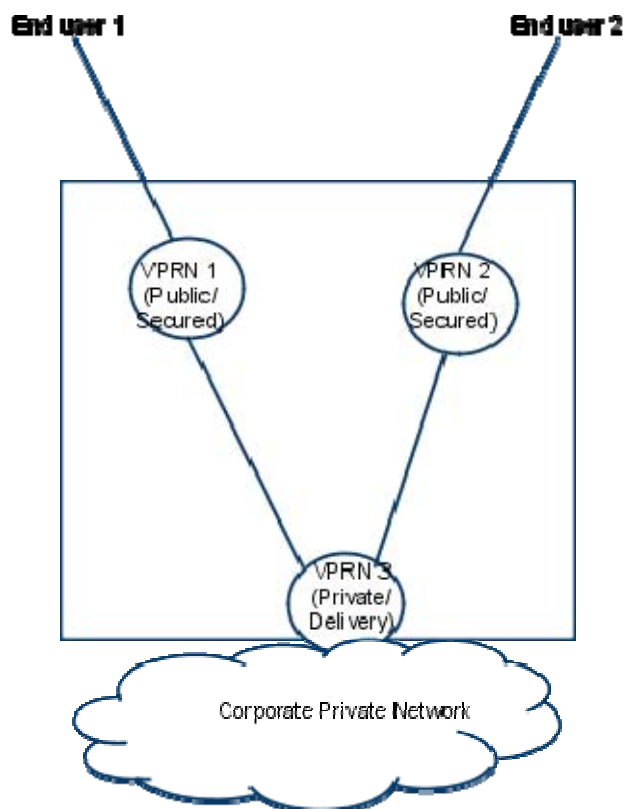 End user 1
End user 2
VPRN 1
(Public/
Secured)
VPRN 2
(Public/
Secured)
VPRN 3
(Private/
Delivery)
Corporate Private Network